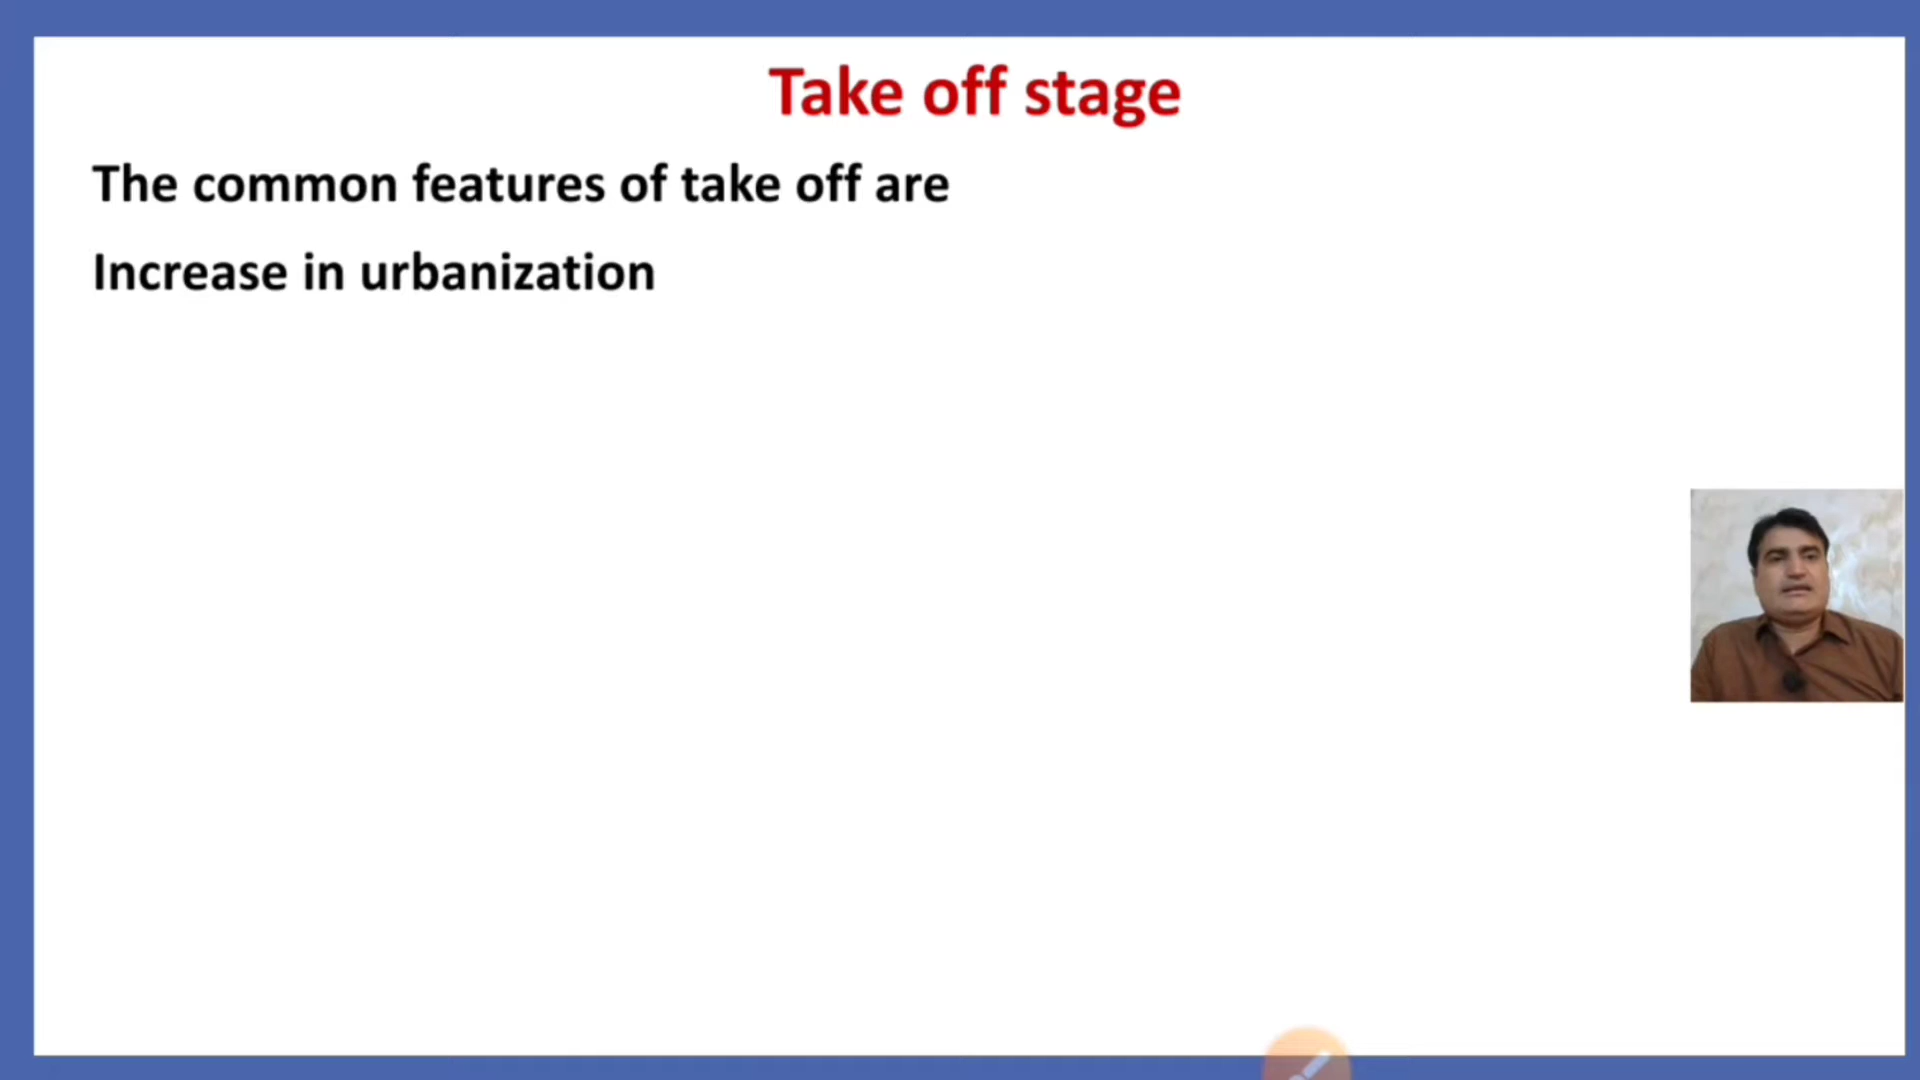 Take off stage
The common features of take off are
Increase in urbanization